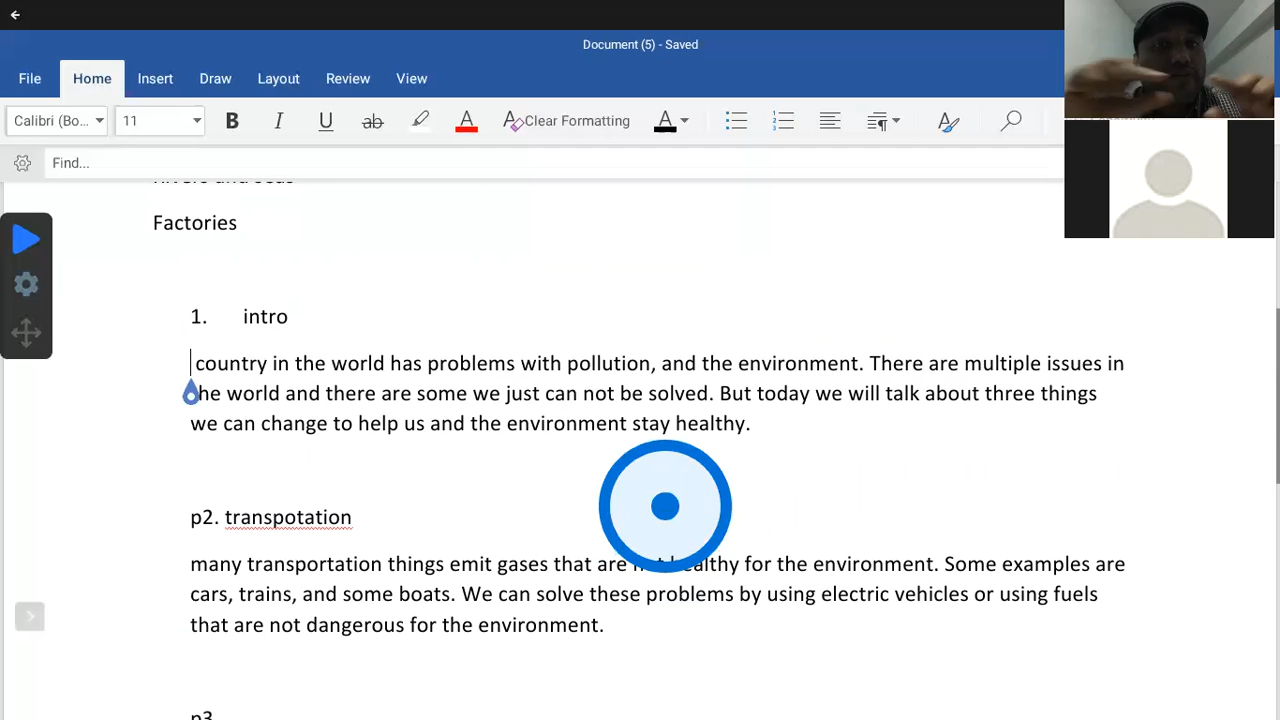 Document (5) - Saved
File Home Insert Draw Layout Review View
Calibri (Bo... 11 B I U ab A Clear Formatting A
Find...
Factories
1. intro
country in the world has problems with pollution, and the environment. There are multiple issues in
the world and there are some we just can not be solved. But today we will talk about three things
we can change to help us and the environment stay healthy.
p2. transpotation
many transportation things emit gases that are not healthy for the environment. Some examples are
cars, trains, and some boats. We can solve these problems by using electric vehicles or using fuels
that are not dangerous for the environment.
p3